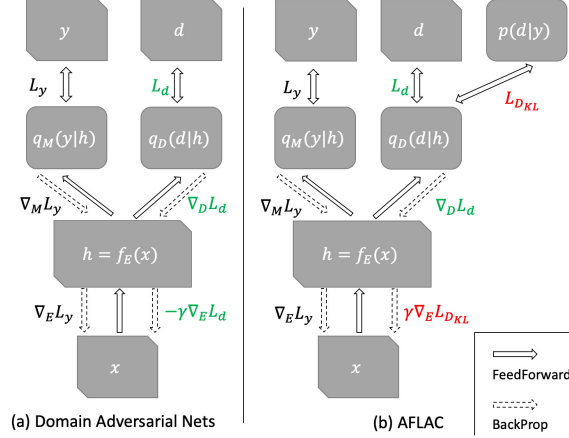 y
d
L_y
L_d
q_M(y|h)
q_D(d|h)
∇_M L_y
∇_D L_d
h = f_E(x)
∇_E L_y
−γ∇_E L_d
x
(a) Domain Adversarial Nets
y
d
p(d|y)
L_y
L_d
L_{D_{KL}}
q_M(y|h)
q_D(d|h)
∇_M L_y
∇_D L_d
h = f_E(x)
∇_E L_y
γ∇_E L_{D_{KL}}
x
(b) AFLAC
FeedForward
BackProp